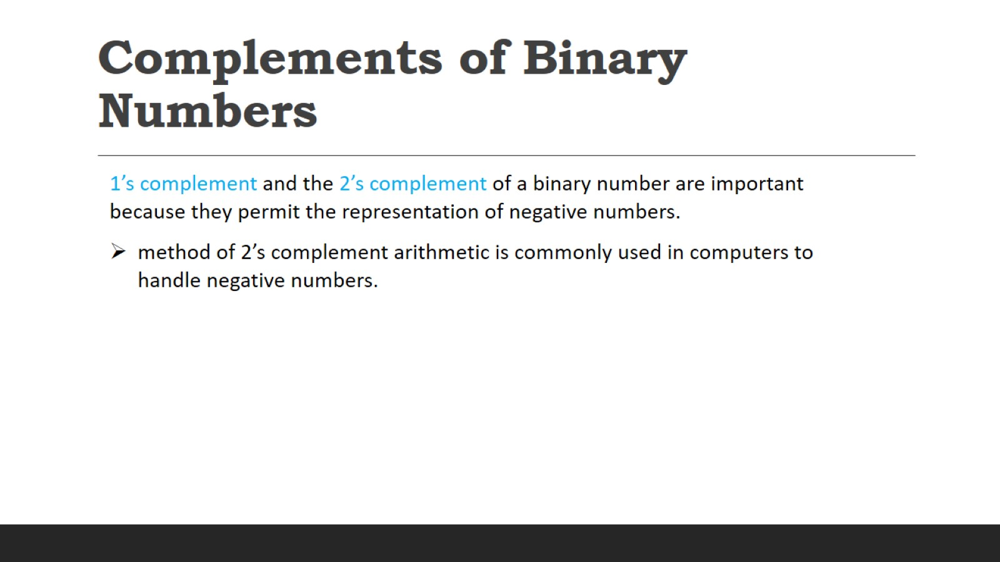 Complements of Binary
Numbers
1’s complement and the 2’s complement of a binary number are important
because they permit the representation of negative numbers.
➢ method of 2’s complement arithmetic is commonly used in computers to
handle negative numbers.